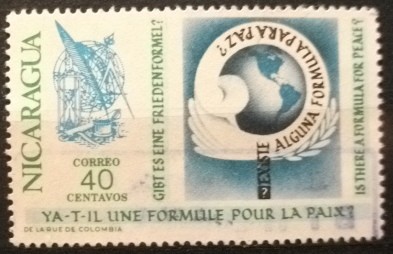 NICARAGUA
CORREO
40
CENTAVOS
GIBT ES EINE FRIEDENFORMEL?
¿EXISTE ALGUNA FORMULA PARA PAZ?
IS THERE A FORMULA FOR PEACE?
YA-T-IL UNE FORMULE POUR LA PAIX?
DE LA RUE DE COLOMBIA